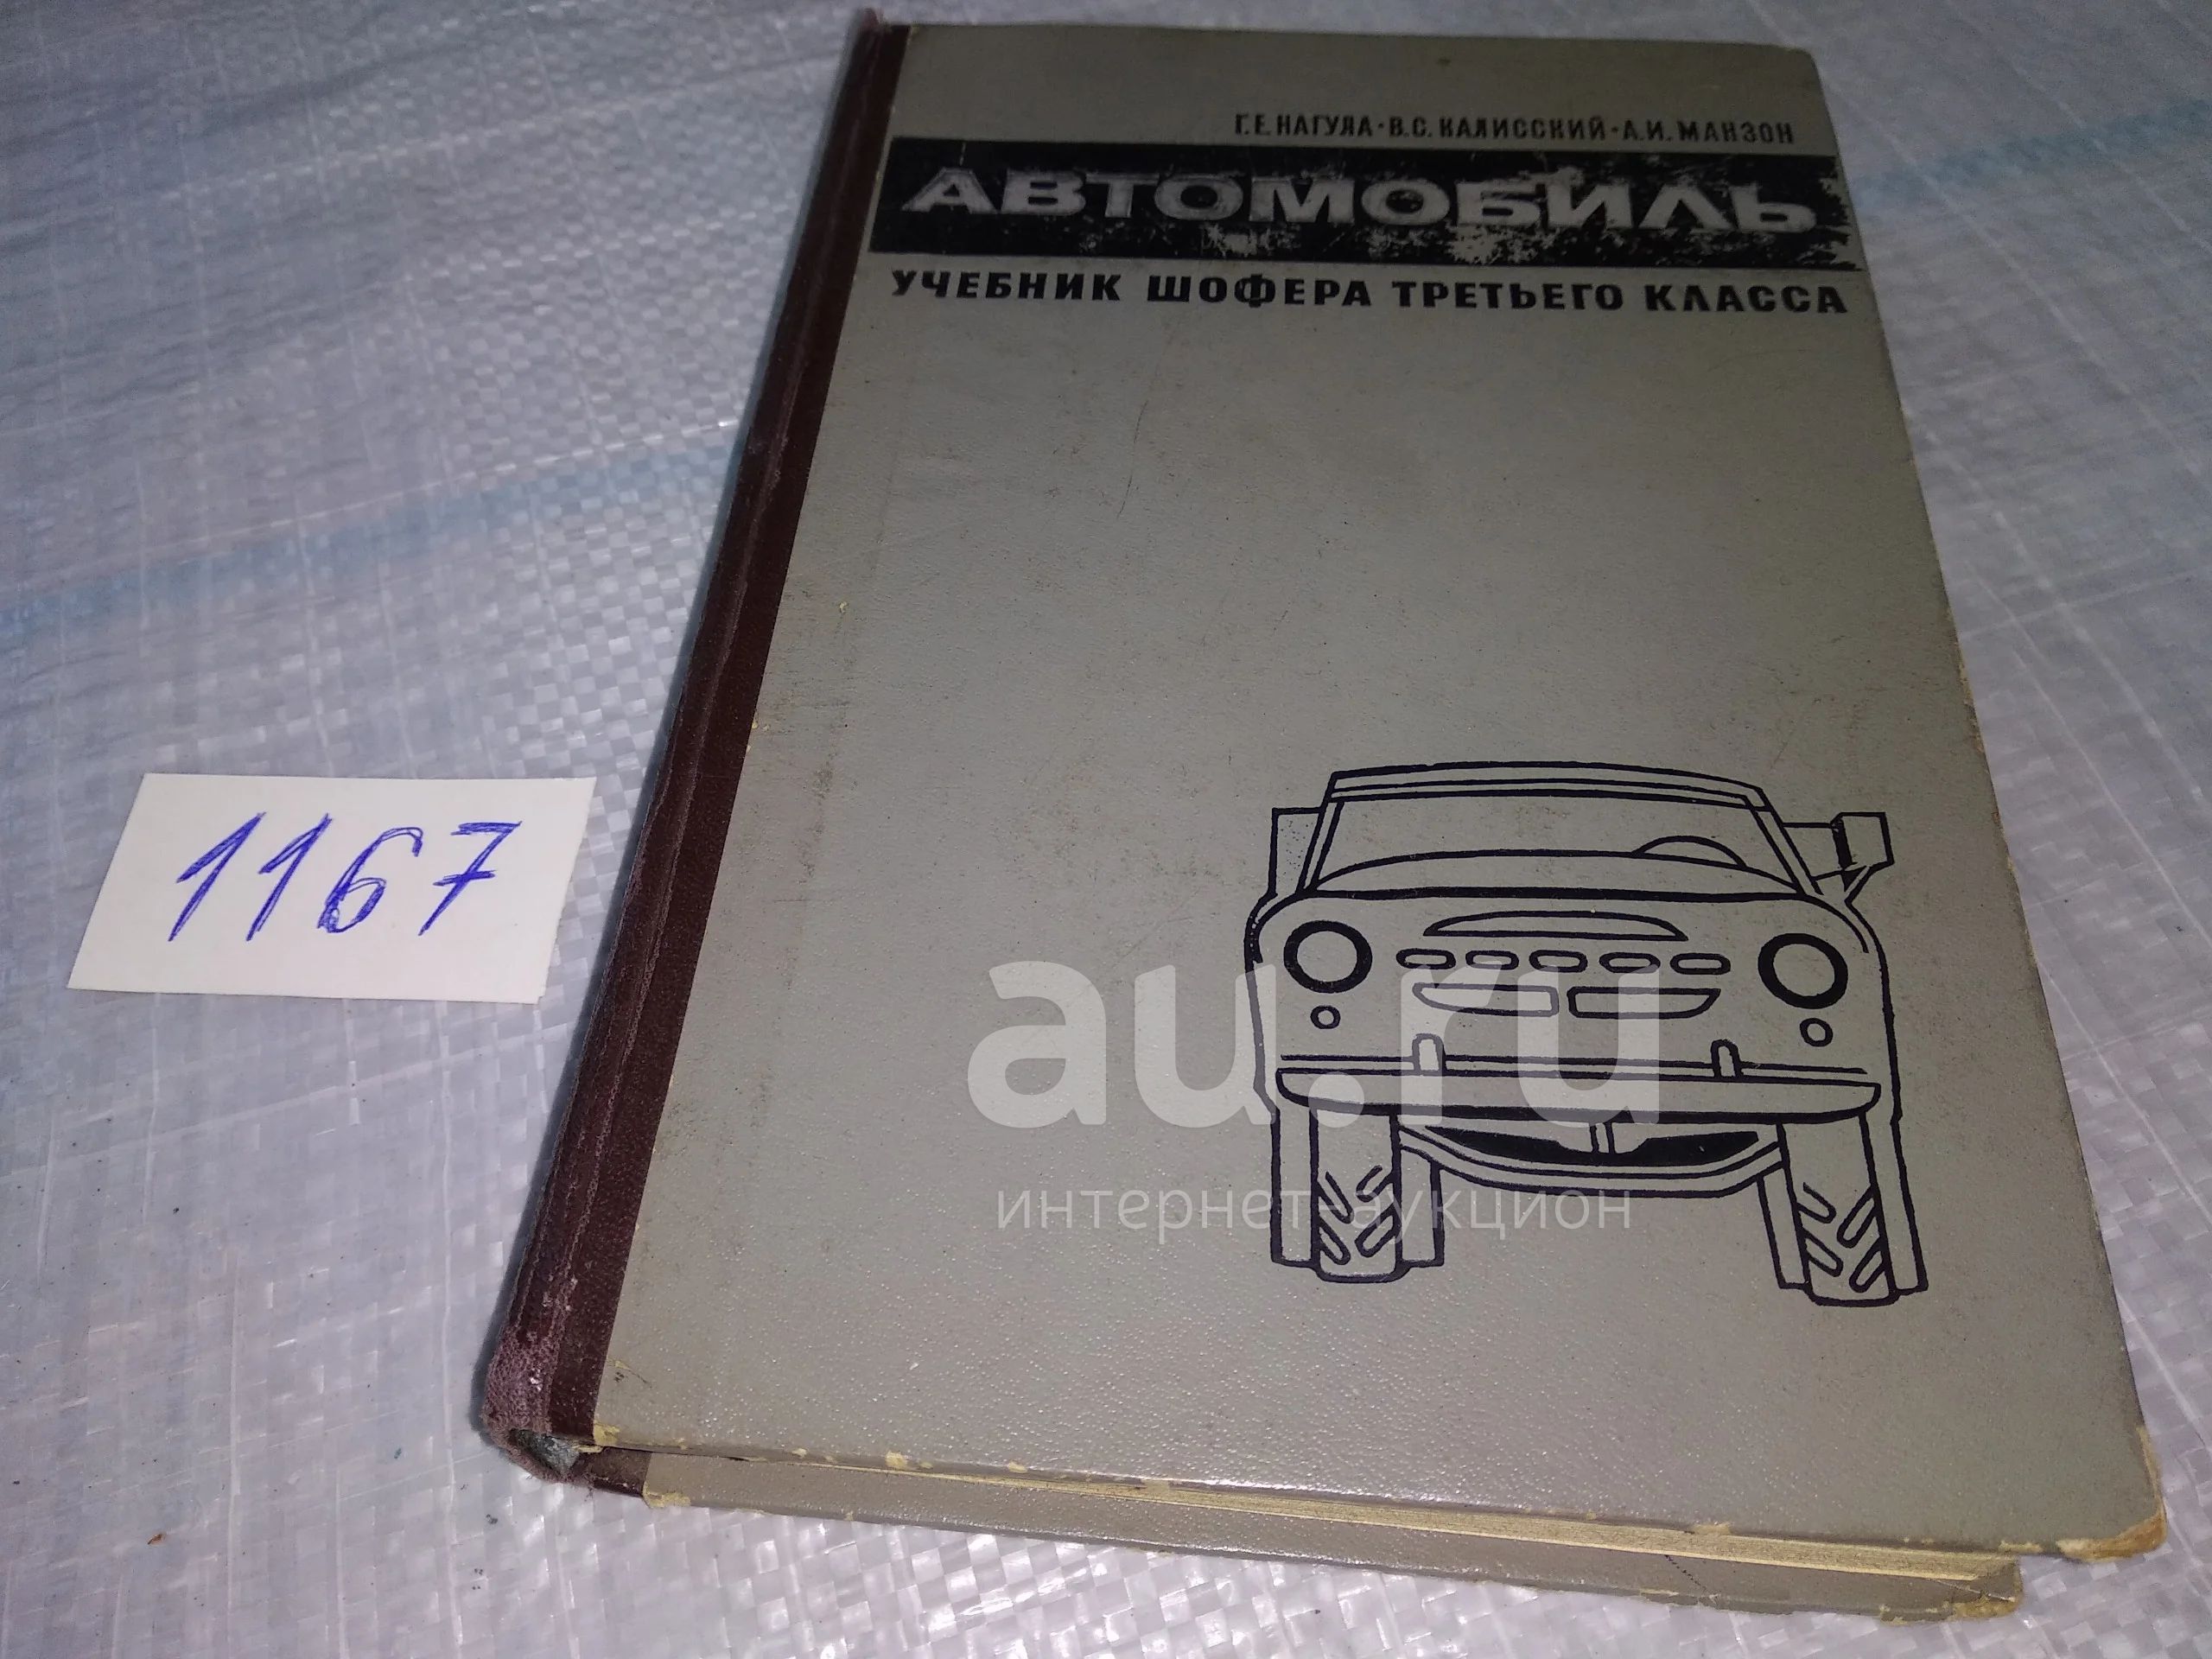 Г.Е. НАГУЛА · В.С. КАЛИССКИЙ · А.И. МАНЗОН
АВТОМОБИЛЬ
УЧЕБНИК ШОФЕРА ТРЕТЬЕГО КЛАССА
1167
au.ru
интернет-аукцион